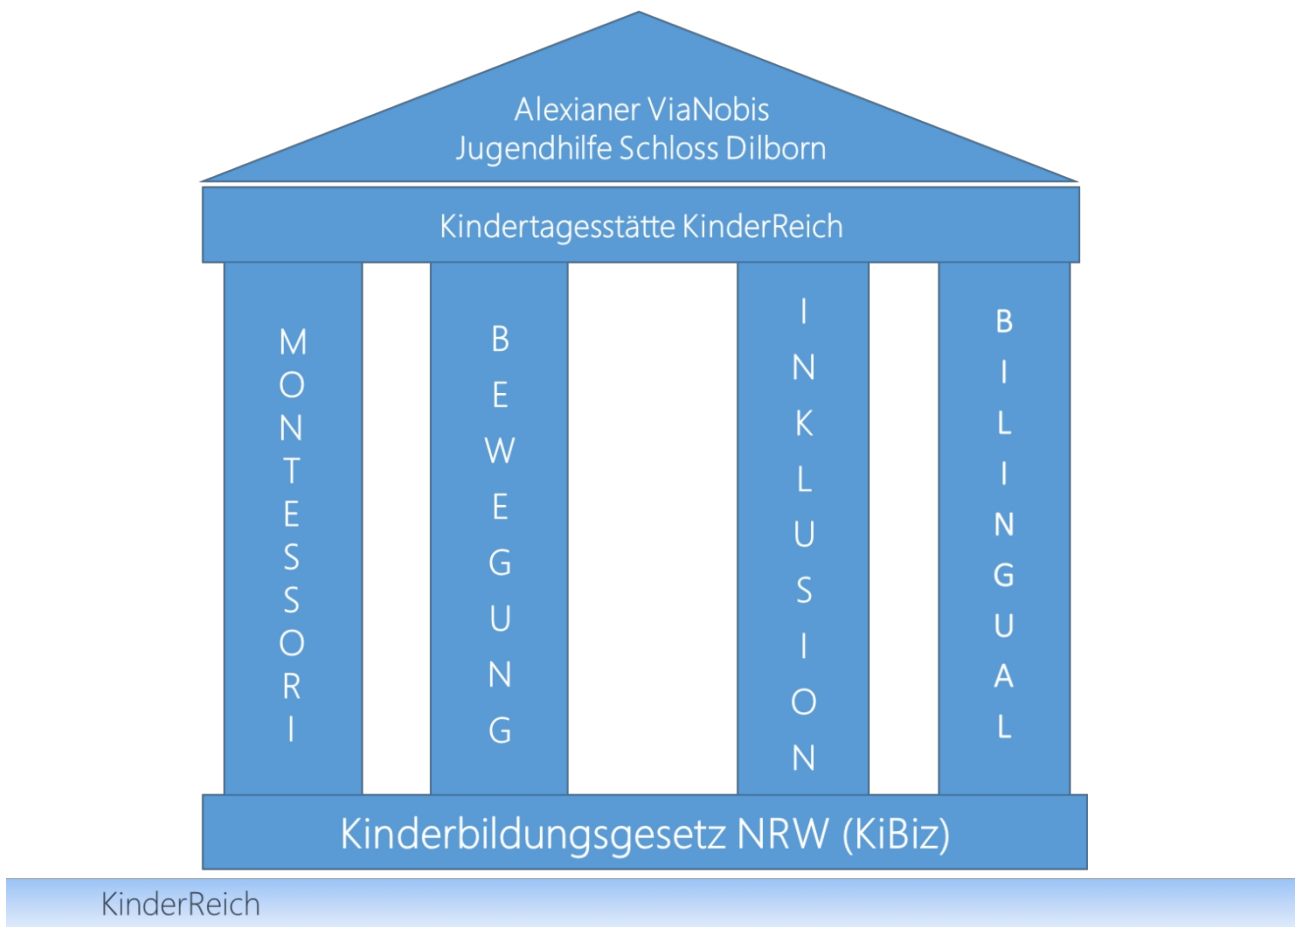 Alexianer ViaNobis
Jugendhilfe Schloss Dilborn
Kindertagesstätte KinderReich
MONTESSORI
BEWEGUNG
INKLUSION
BILINGUAL
Kinderbildungsgesetz NRW (KiBiz)
KinderReich